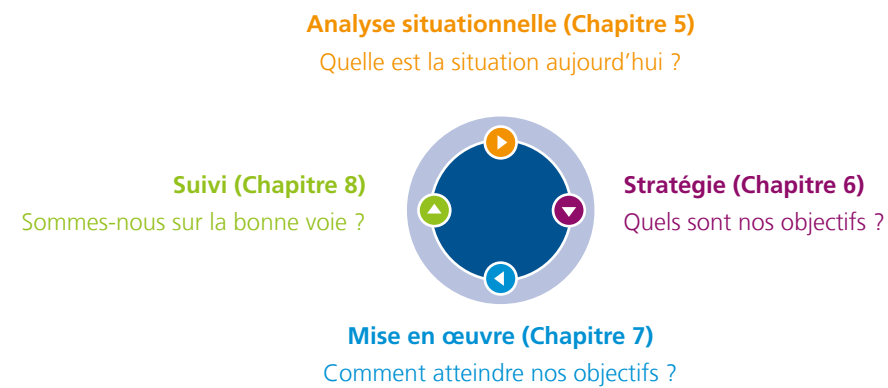 Analyse situationnelle (Chapitre 5)
Quelle est la situation aujourd’hui ?
Suivi (Chapitre 8)
Sommes-nous sur la bonne voie ?
Stratégie (Chapitre 6)
Quels sont nos objectifs ?
Mise en œuvre (Chapitre 7)
Comment atteindre nos objectifs ?